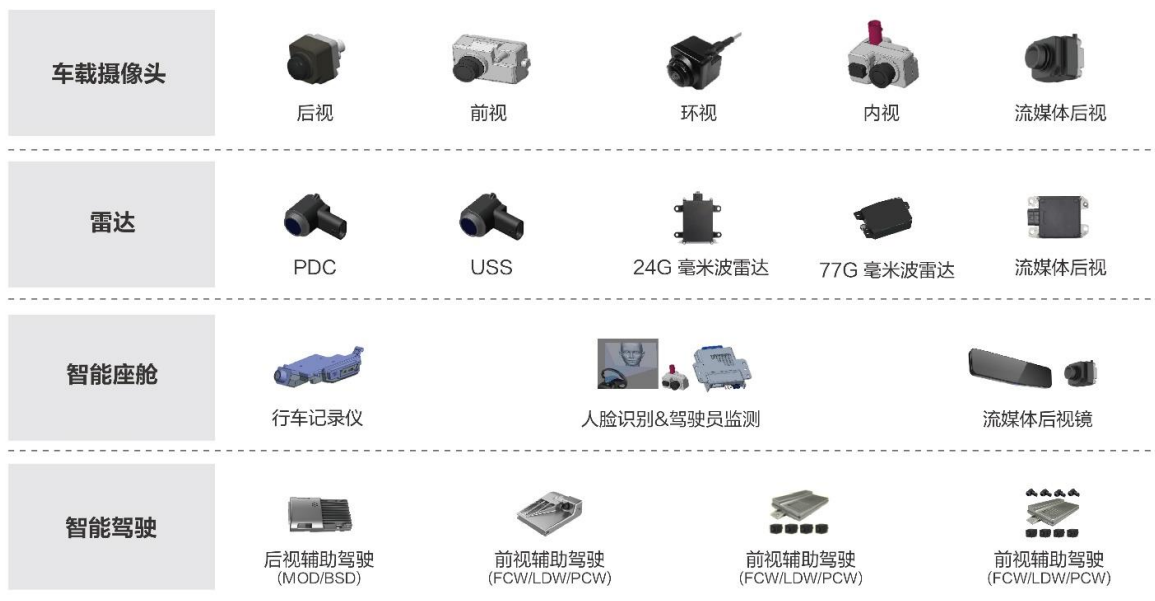 车载摄像头
后视
前视
环视
内视
流媒体后视
雷达
PDC
USS
24G 毫米波雷达
77G 毫米波雷达
流媒体后视
智能座舱
行车记录仪
人脸识别&驾驶员监测
流媒体后视镜
智能驾驶
后视辅助驾驶
(MOD/BSD)
前视辅助驾驶
(FCW/LDW/PCW)
前视辅助驾驶
(FCW/LDW/PCW)
前视辅助驾驶
(FCW/LDW/PCW)